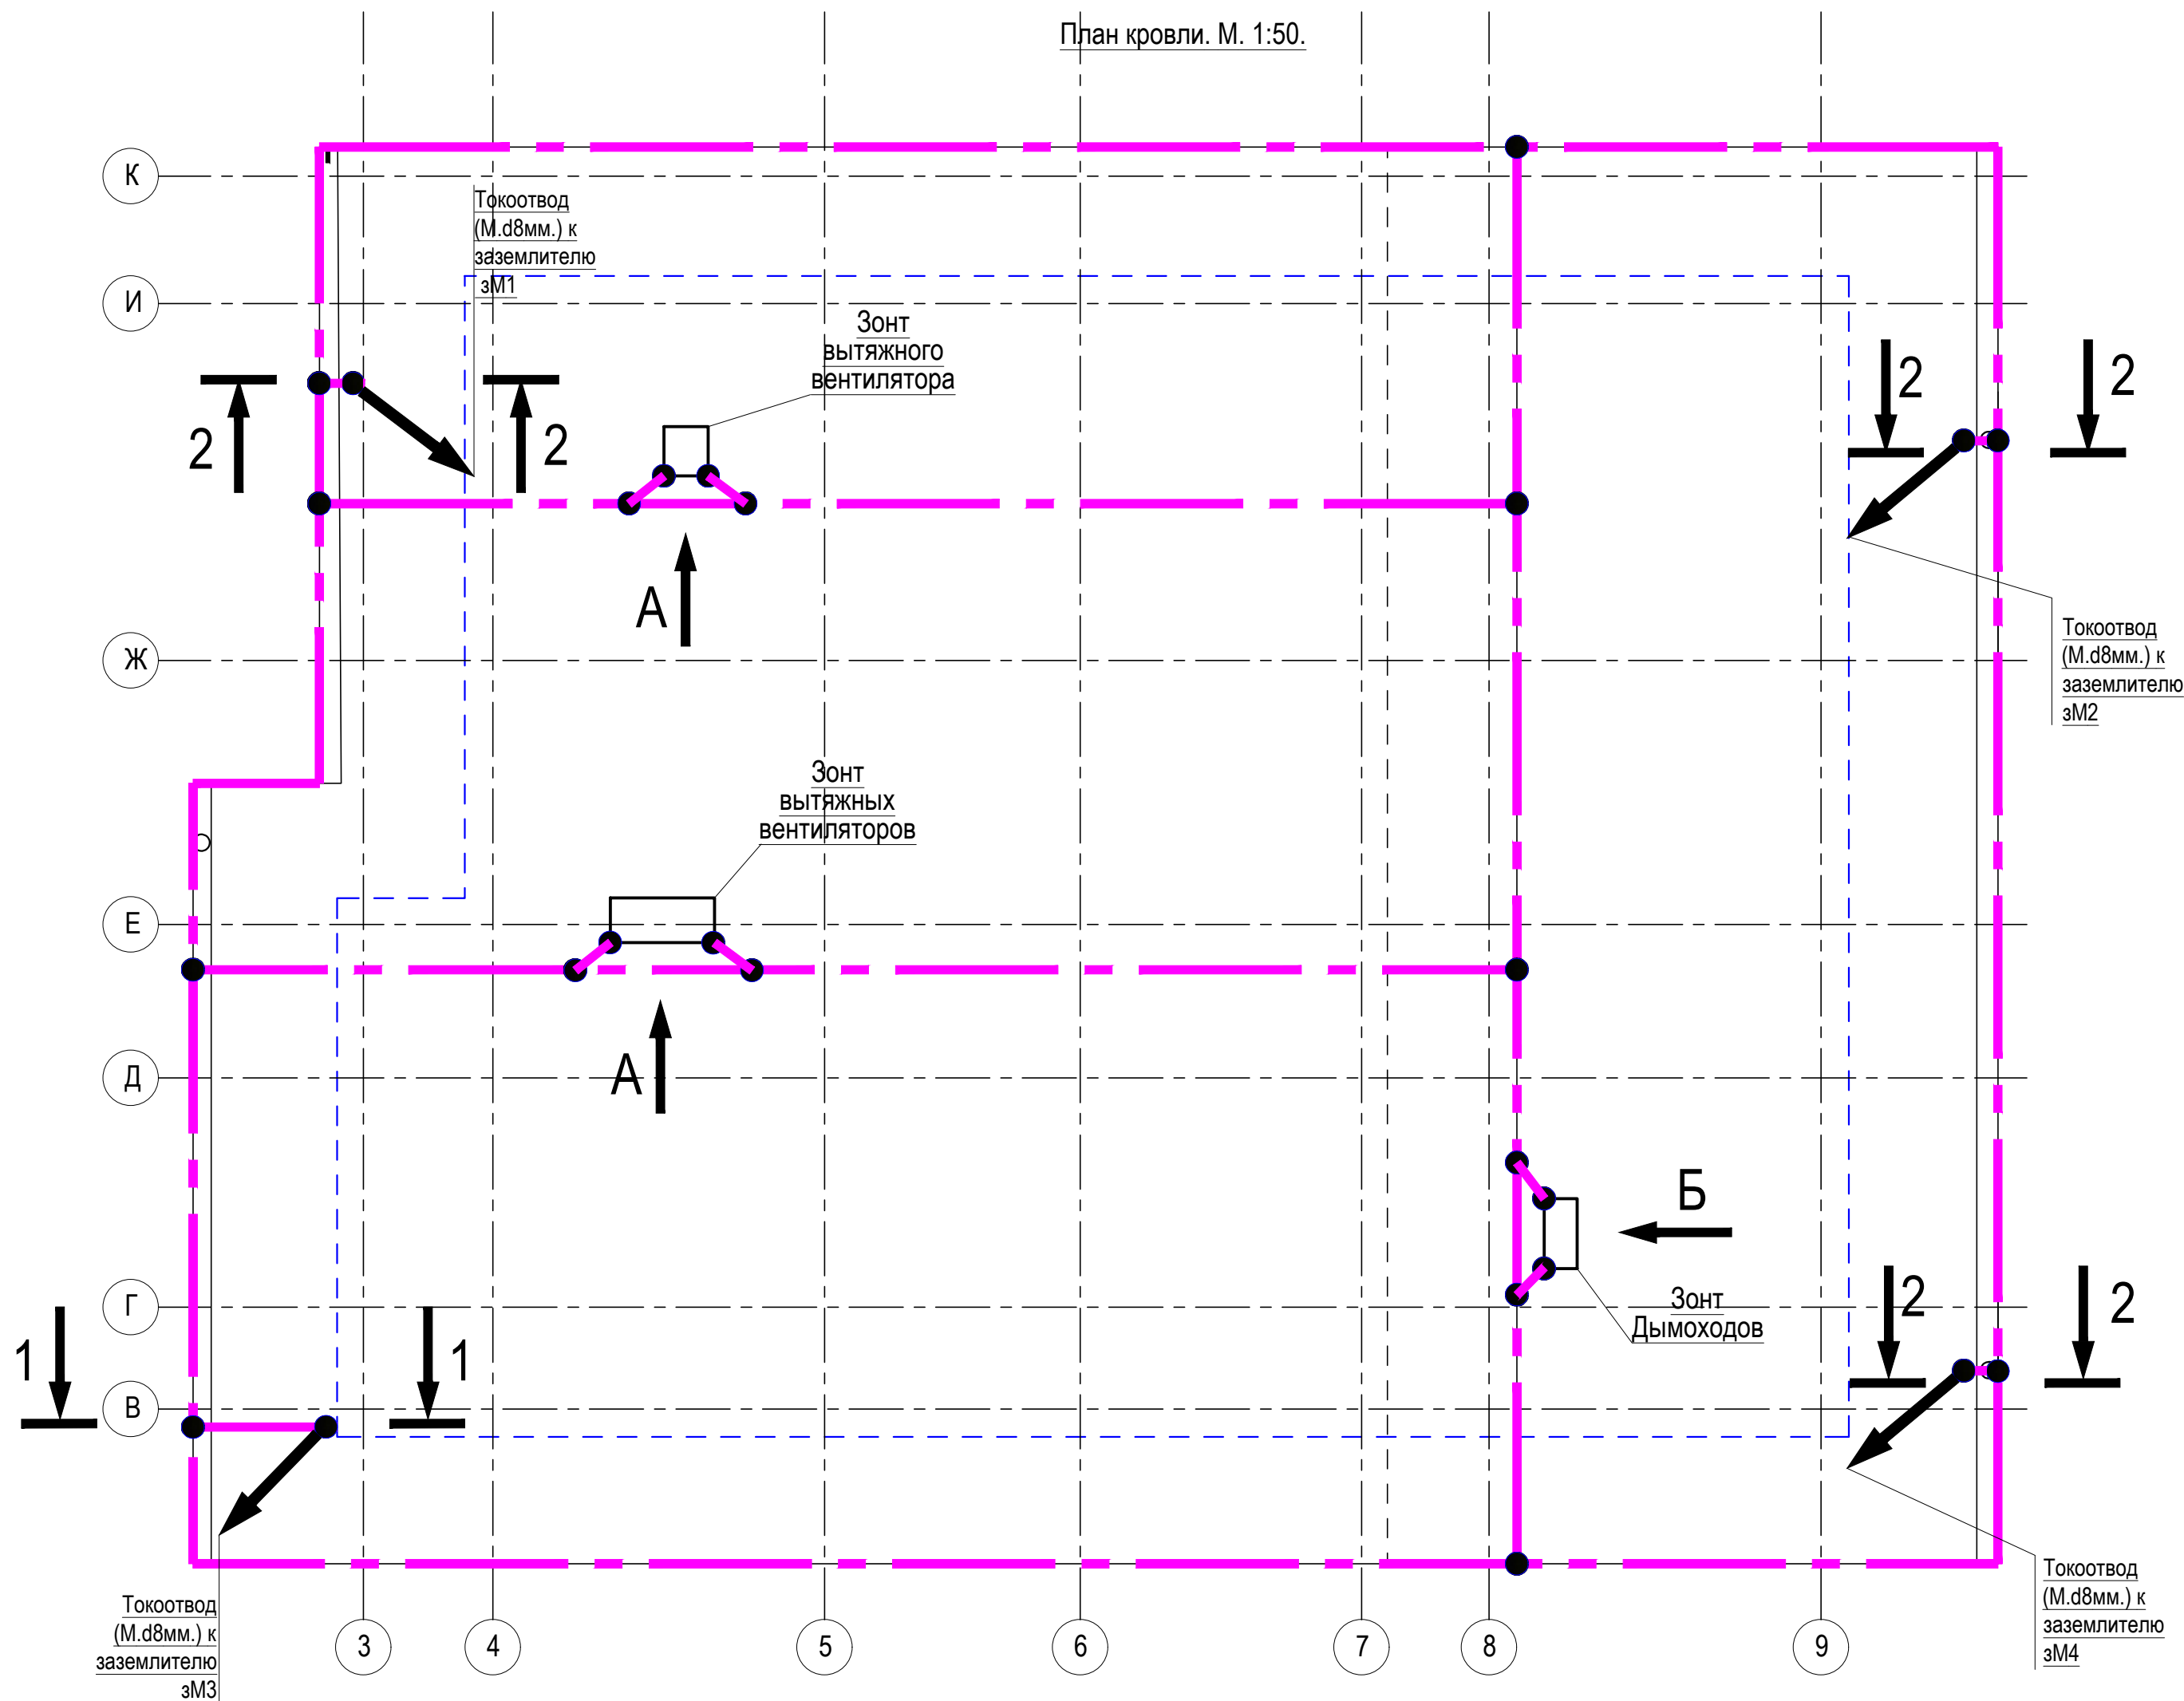 План кровли. М. 1:50.
К
Токоотвод
(М.d8мм.) к
заземлителю
зМ1
И
Зонт
вытяжного
вентилятора
2
2
2
2
А
Ж
Токоотвод
(М.d8мм.) к
заземлителю
зМ2
Зонт
вытяжных
вентиляторов
Е
А
Д
Б
Г
Зонт
Дымоходов
2
2
1
1
В
Токоотвод
(М.d8мм.) к
заземлителю
зМ3
Токоотвод
(М.d8мм.) к
заземлителю
зМ4
3
4
5
6
7
8
9